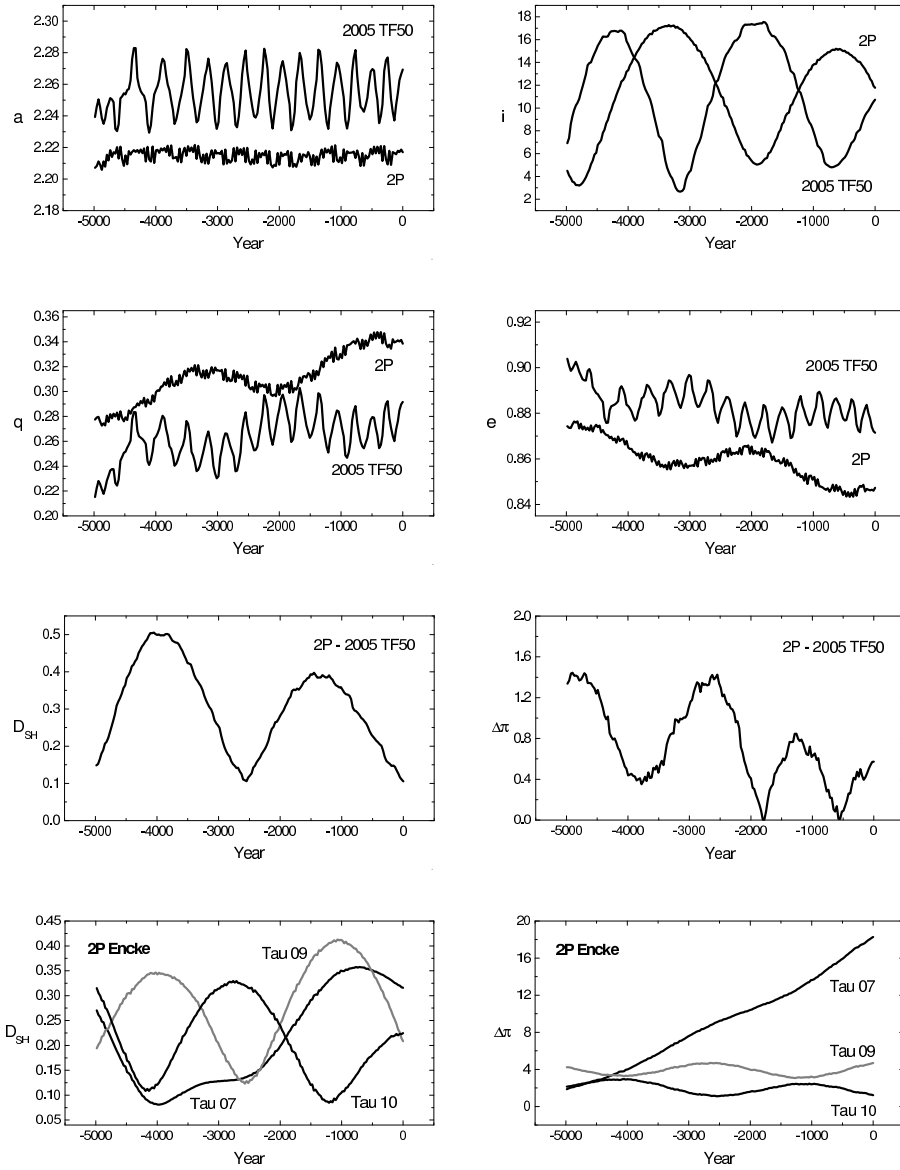 2.30
2.28
2.26
2.24
2.22
2.20
2.18
a
2005 TF50
2P
-5000 -4000 -3000 -2000 -1000 0
Year
18
16
14
12
10
8
6
4
2
i
2P
2005 TF50
-5000 -4000 -3000 -2000 -1000 0
Year
0.36
0.34
0.32
0.30
0.28
0.26
0.24
0.22
0.20
q
2P
2005 TF50
-5000 -4000 -3000 -2000 -1000 0
Year
0.92
0.90
0.88
0.86
0.84
e
2005 TF50
2P
-5000 -4000 -3000 -2000 -1000 0
Year
0.5
0.4
0.3
0.2
0.1
0.0
D_SH
2P - 2005 TF50
-5000 -4000 -3000 -2000 -1000 0
Year
2.0
1.6
1.2
0.8
0.4
0.0
Δπ
2P - 2005 TF50
-5000 -4000 -3000 -2000 -1000 0
Year
0.45
0.40
0.35
0.30
0.25
0.20
0.15
0.10
0.05
D_SH
2P Encke
Tau 09
Tau 07
Tau 10
-5000 -4000 -3000 -2000 -1000 0
Year
20
16
12
8
4
0
Δπ
2P Encke
Tau 07
Tau 09
Tau 10
-5000 -4000 -3000 -2000 -1000 0
Year